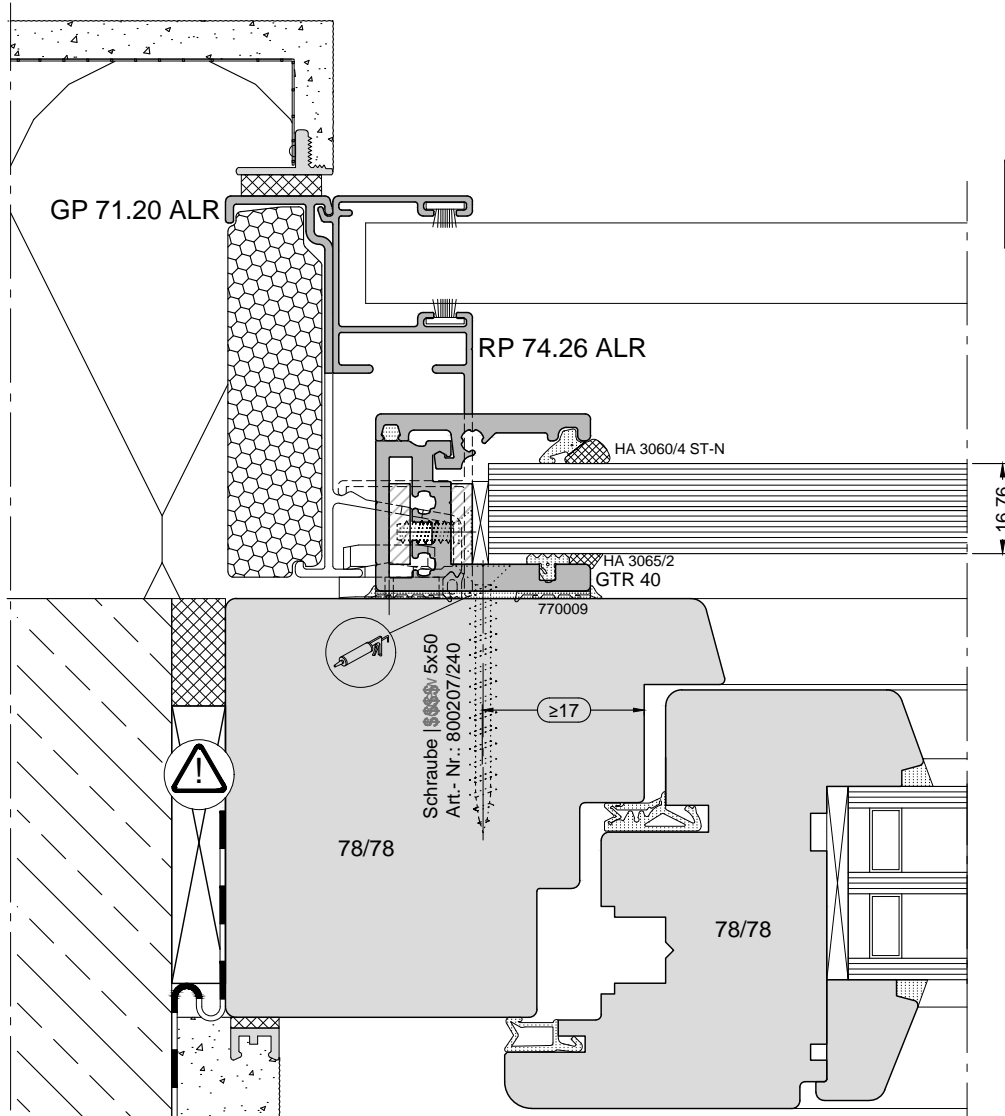 GP 71.20 ALR
RP 74.26 ALR
HA 3060/4 ST-N
16,76
HA 3065/2
GTR 40
770009
Schraube 5x50
Art.- Nr.: 800207/240
≥17
!
78/78
78/78